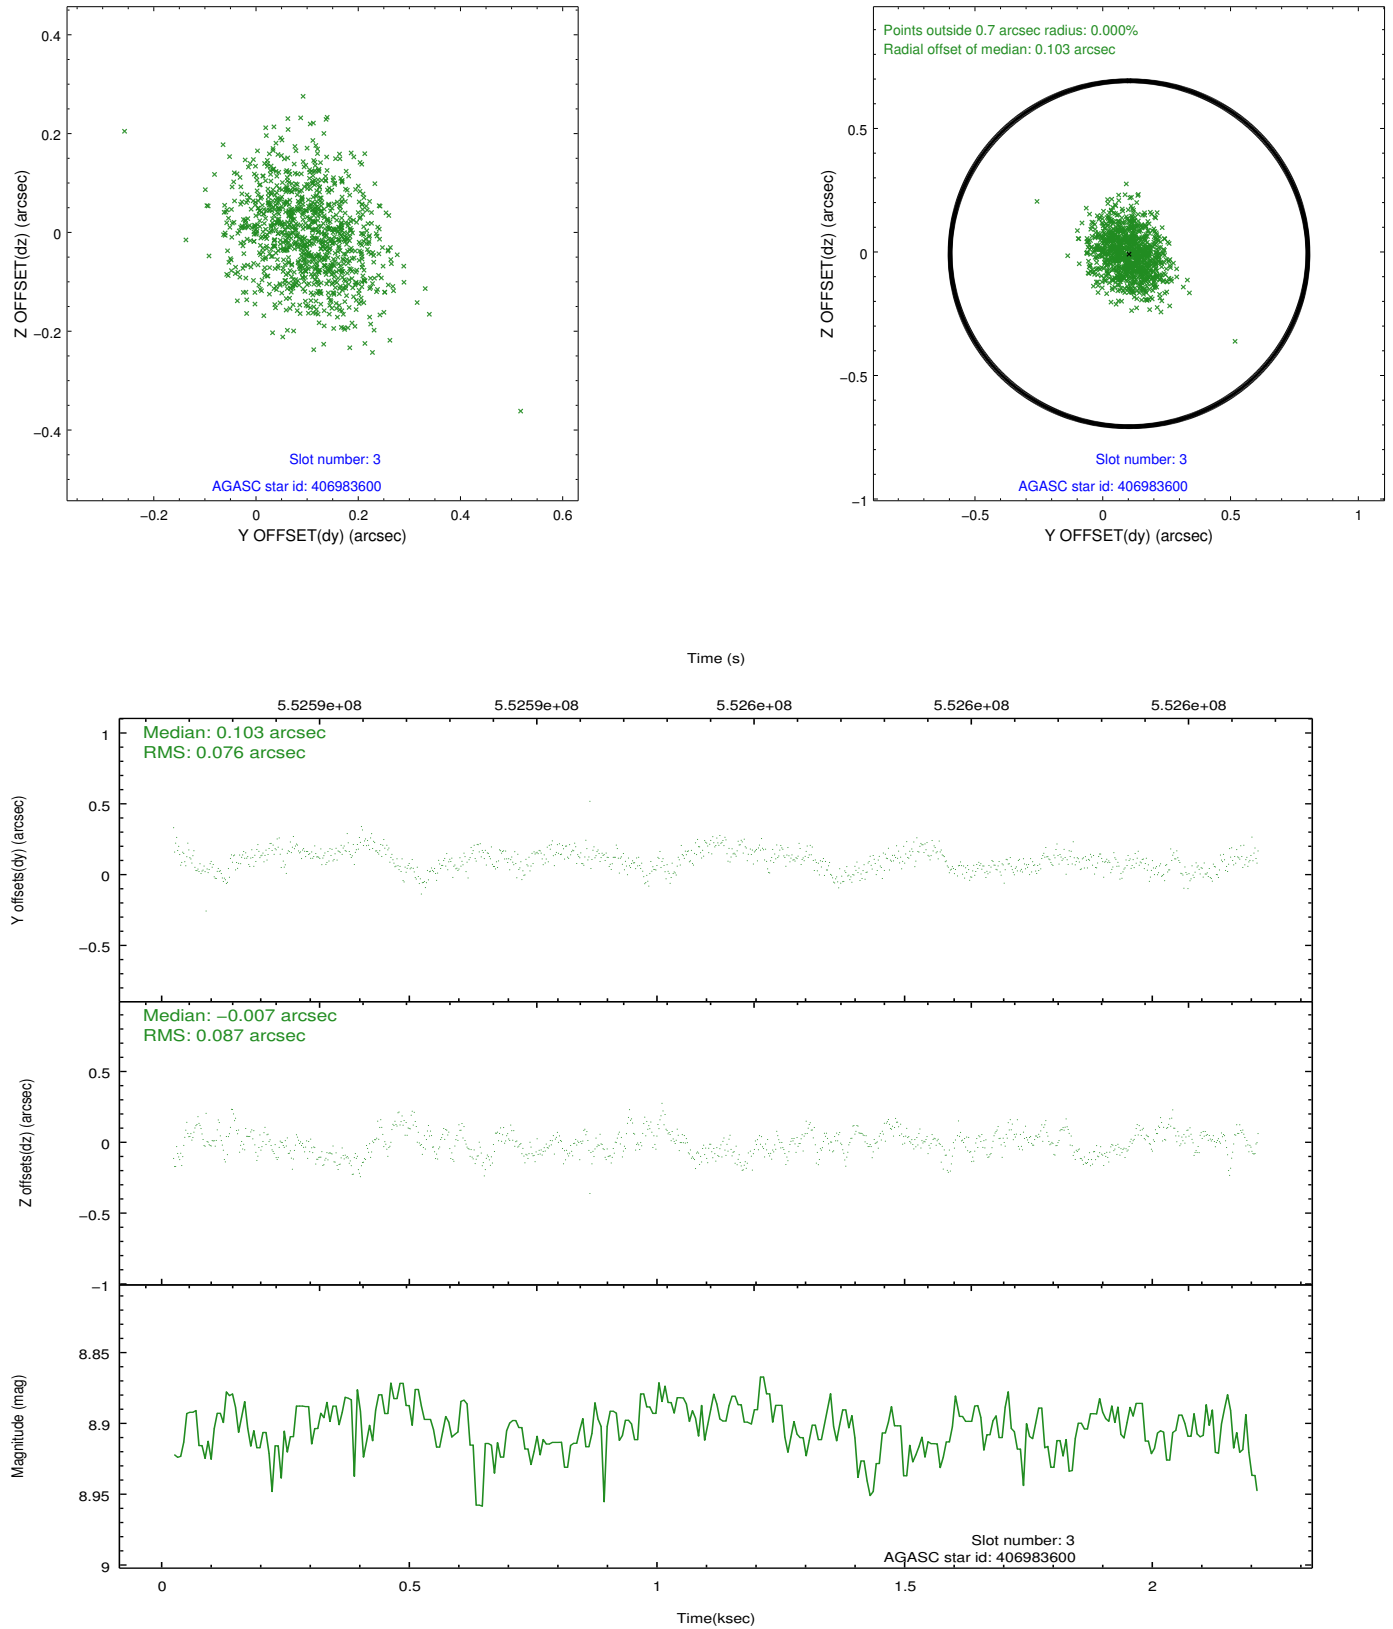 0.4
0.2
0
−0.2
−0.4
Z OFFSET(dz) (arcsec)
Slot number: 3
AGASC star id: 406983600
−0.2
0
0.2
0.4
0.6
Y OFFSET(dy) (arcsec)
Points outside 0.7 arcsec radius: 0.000%
Radial offset of median: 0.103 arcsec
0.5
0
−0.5
−1
Z OFFSET(dz) (arcsec)
Slot number: 3
AGASC star id: 406983600
−0.5
0
0.5
1
Y OFFSET(dy) (arcsec)
Time (s)
5.5259e+08
5.5259e+08
5.526e+08
5.526e+08
5.526e+08
Median: 0.103 arcsec
RMS: 0.076 arcsec
1
0.5
0
−0.5
Y offsets(dy) (arcsec)
Median: −0.007 arcsec
RMS: 0.087 arcsec
0.5
0
−0.5
−1
Z offsets(dz) (arcsec)
8.85
8.9
8.95
9
Magnitude (mag)
Slot number: 3
AGASC star id: 406983600
0
0.5
1
1.5
2
Time(ksec)